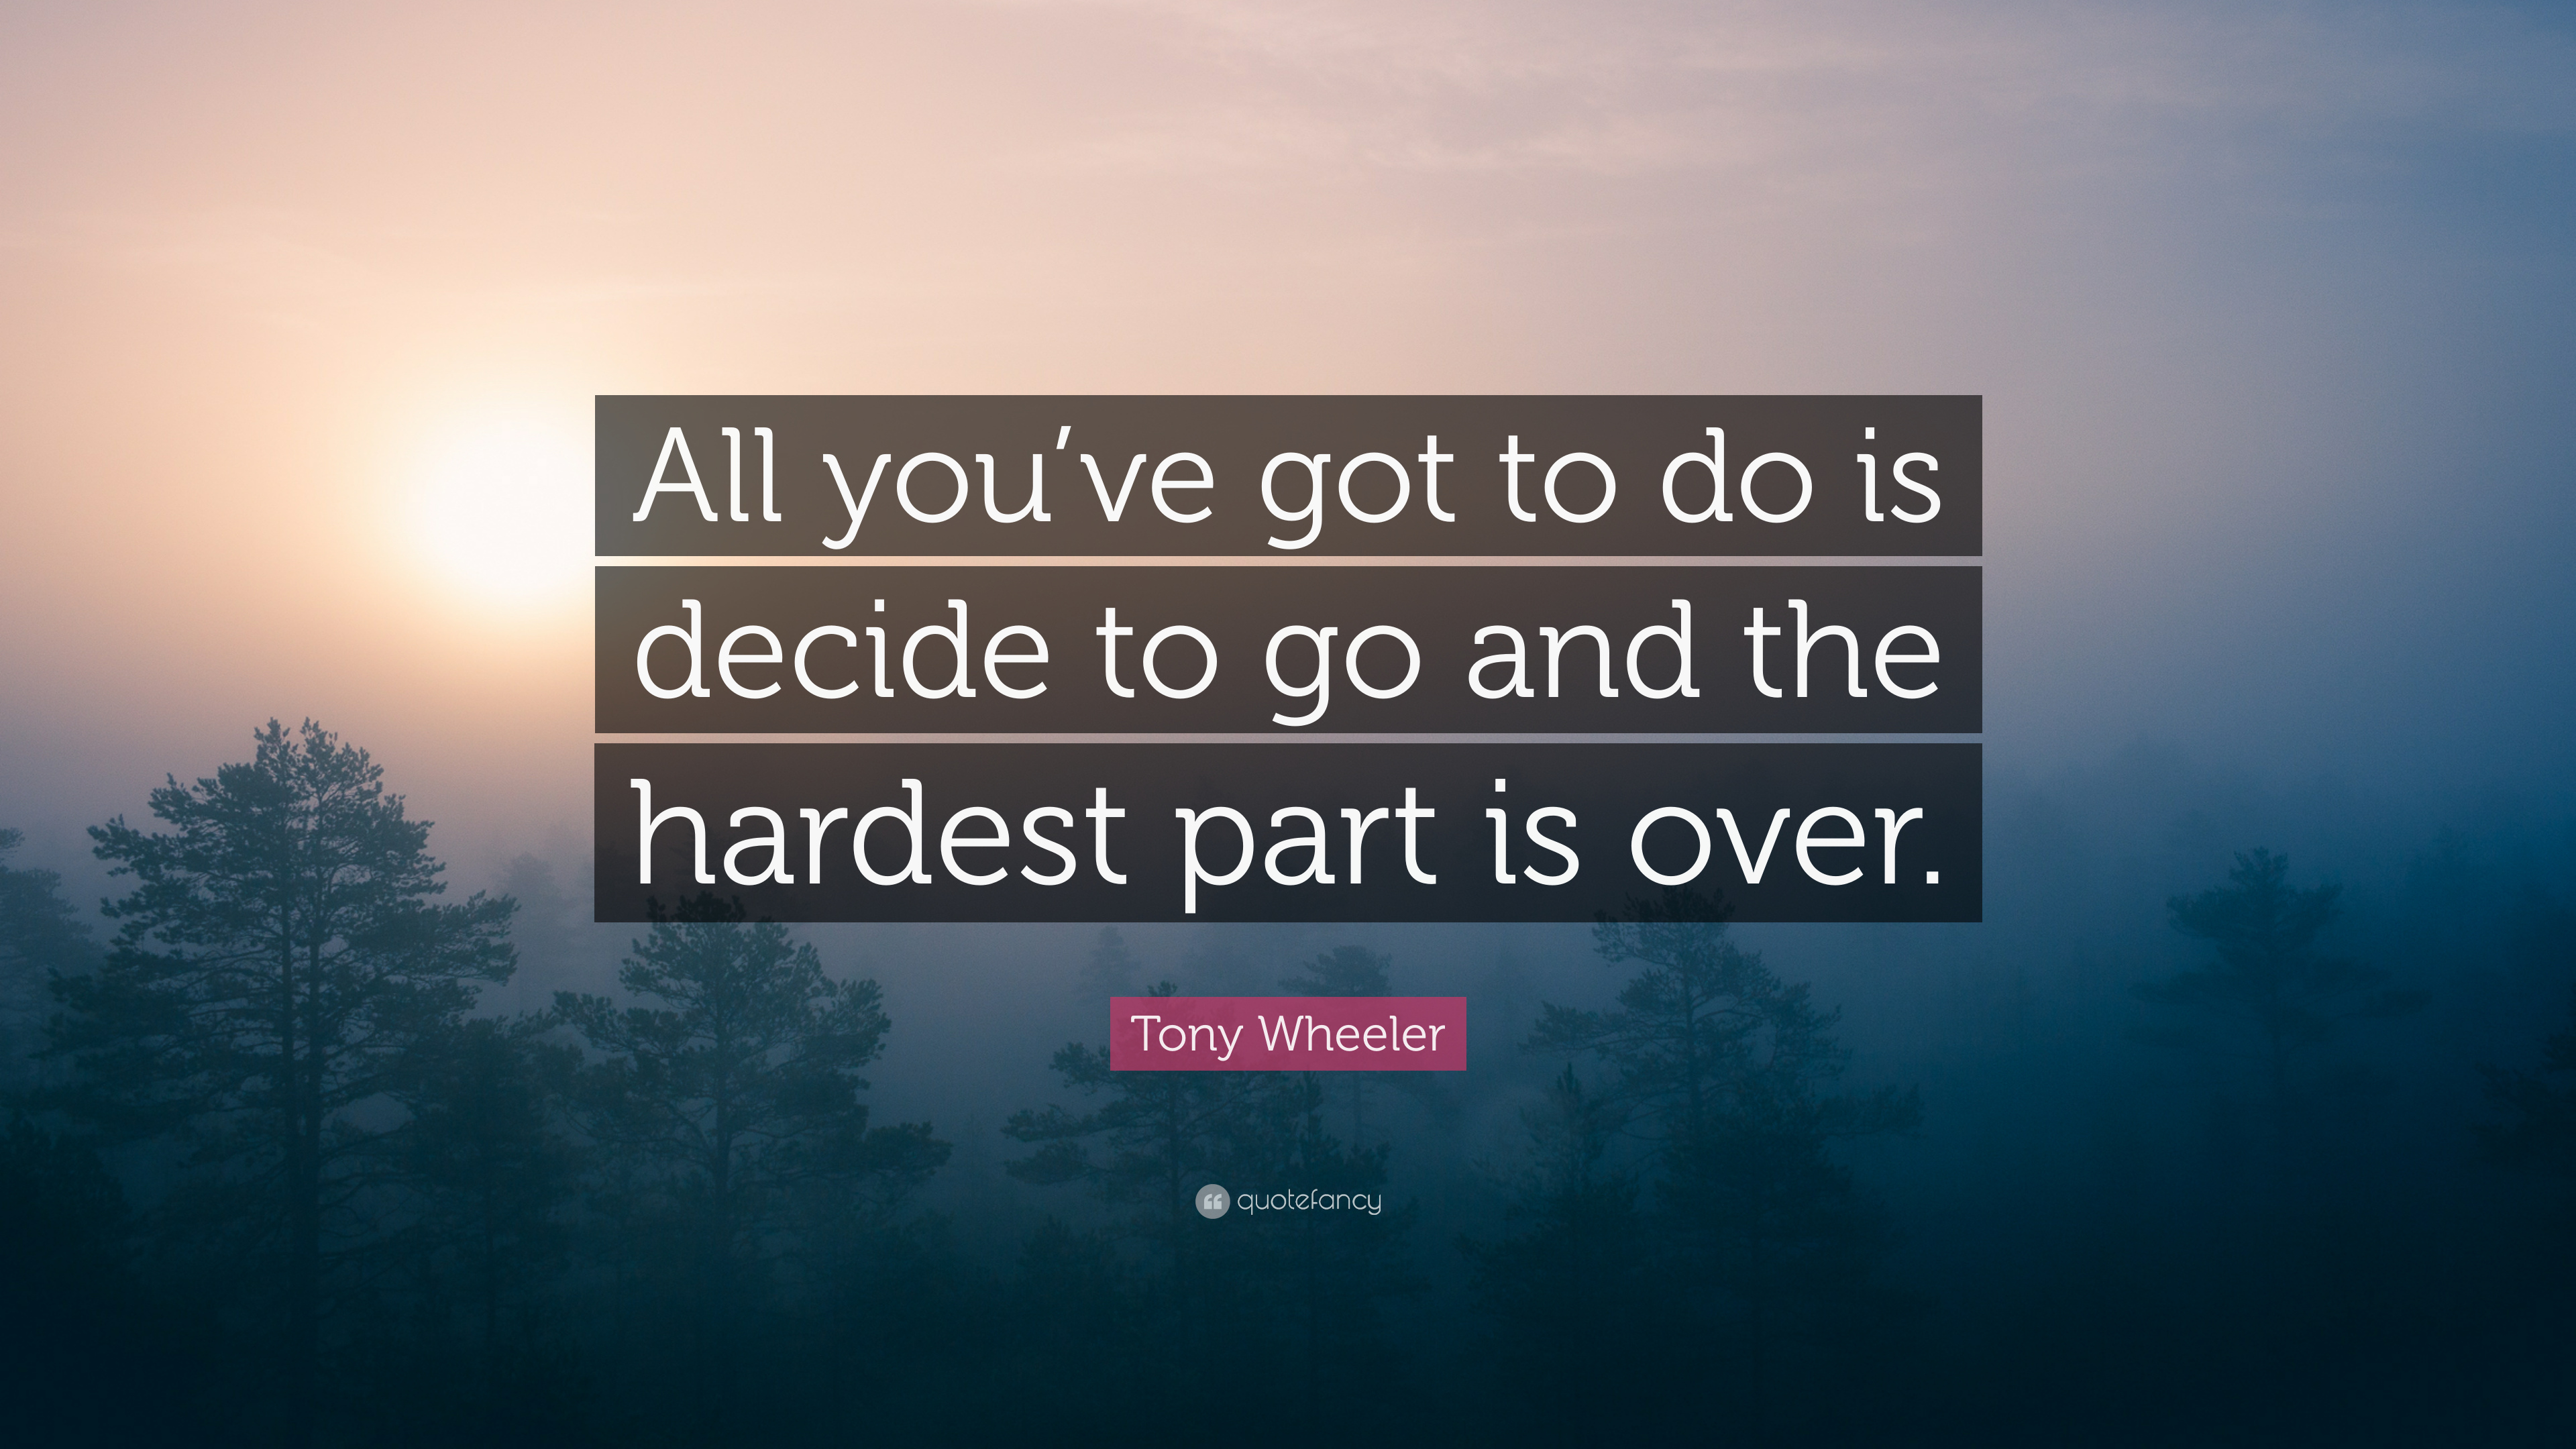 All you’ve got to do is
decide to go and the
hardest part is over.
Tony Wheeler
quotefancy